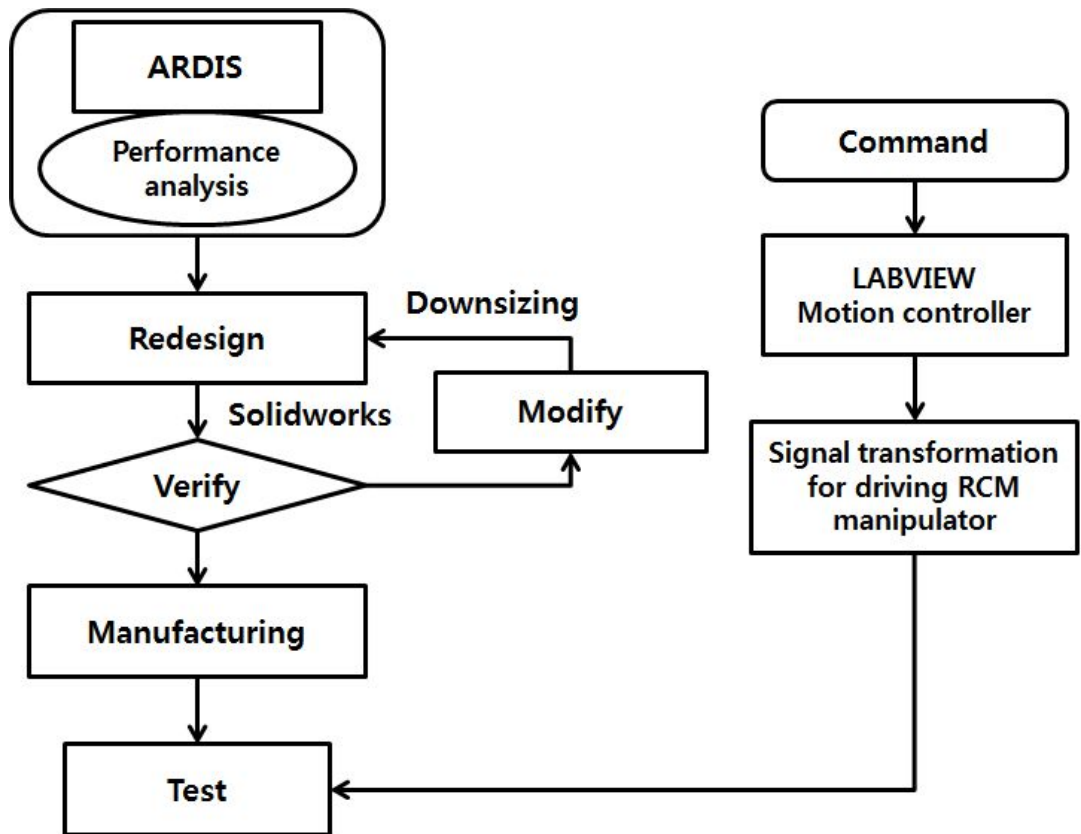 ARDIS
Performance
analysis
Redesign
Downsizing
Modify
Solidworks
Verify
Manufacturing
Test
Command
LABVIEW
Motion controller
Signal transformation
for driving RCM
manipulator